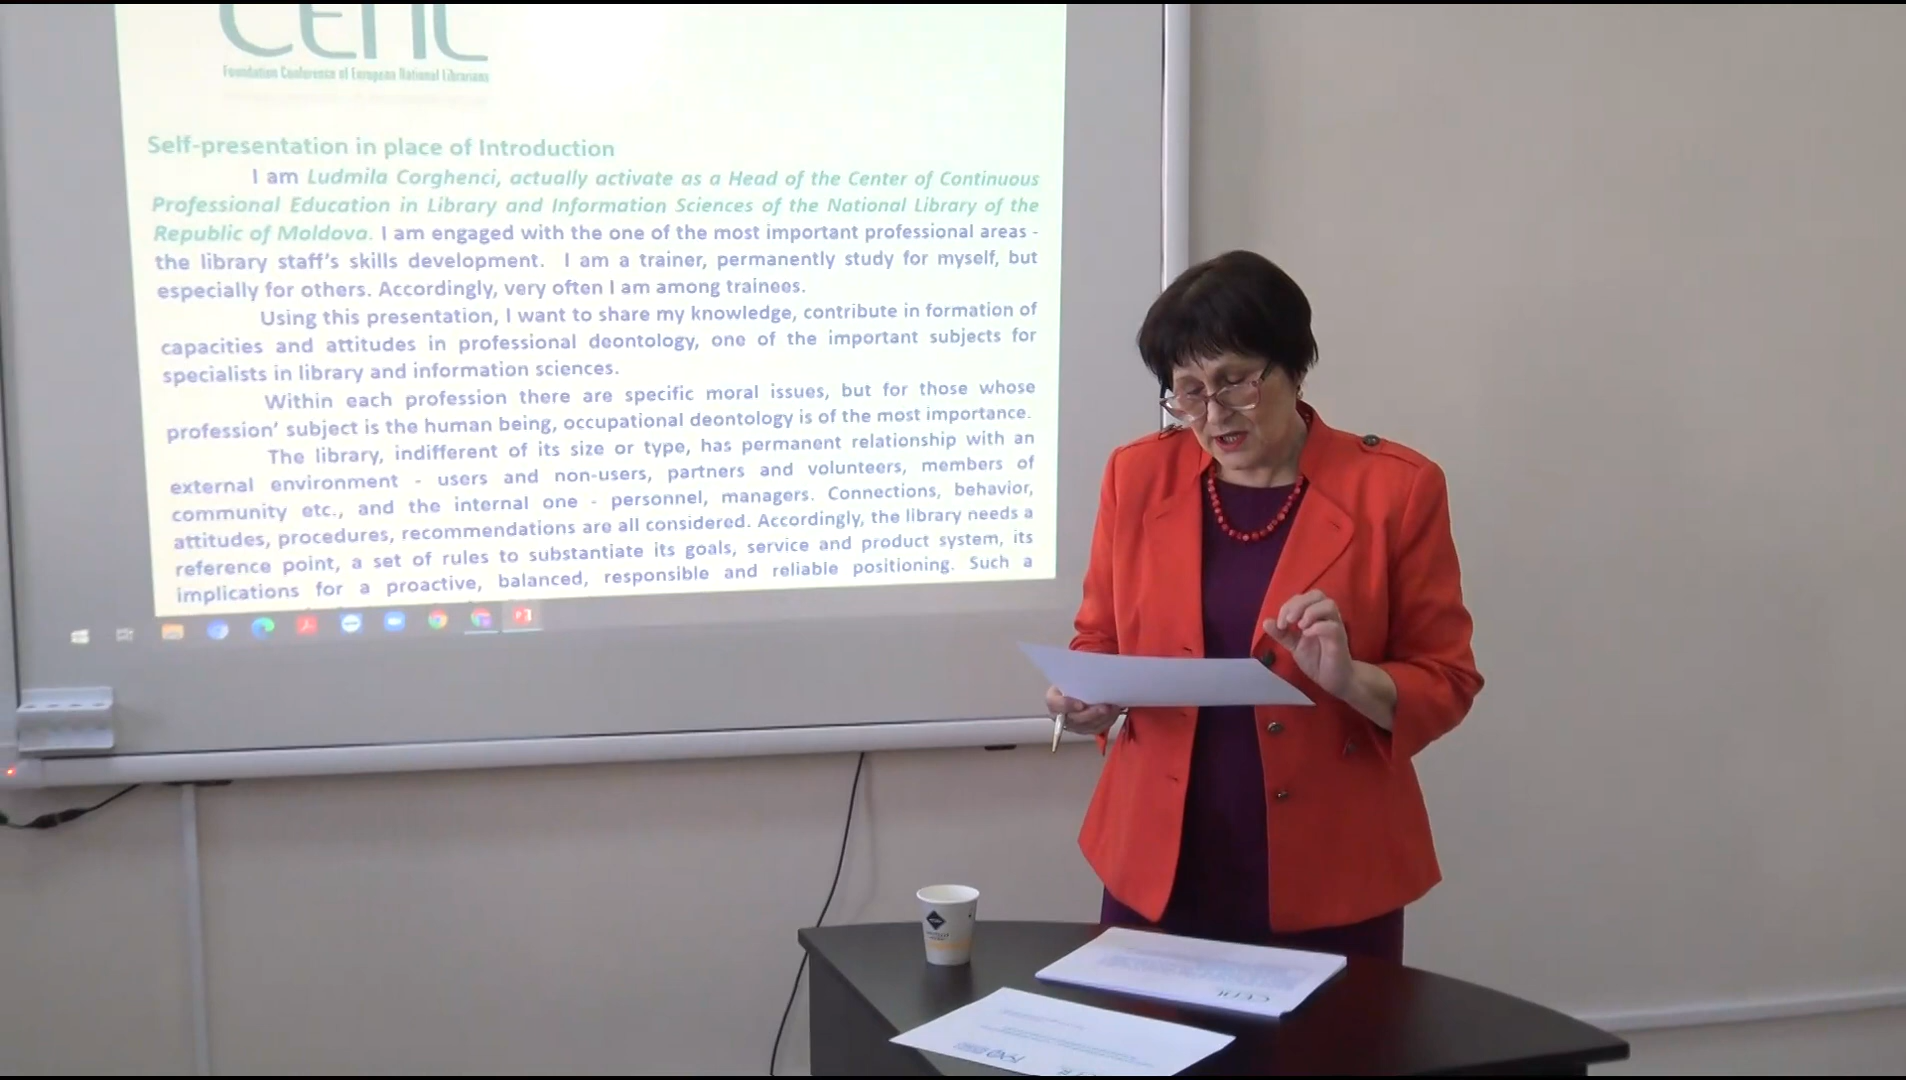 CENL
Foundation Conference of European National Librarians
Self-presentation in place of Introduction
I am Ludmila Corghenci, actually activate as a Head of the Center of Continuous
Professional Education in Library and Information Sciences of the National Library of the
Republic of Moldova. I am engaged with the one of the most important professional areas -
the library staff's skills development. I am a trainer, permanently study for myself, but
especially for others. Accordingly, very often I am among trainees.
Using this presentation, I want to share my knowledge, contribute in formation of
capacities and attitudes in professional deontology, one of the important subjects for
specialists in library and information sciences.
Within each profession there are specific moral issues, but for those whose
profession' subject is the human being, occupational deontology is of the most importance.
The library, indifferent of its size or type, has permanent relationship with an
external environment - users and non-users, partners and volunteers, members of
community etc., and the internal one - personnel, managers. Connections, behavior,
attitudes, procedures, recommendations are all considered. Accordingly, the library needs a
reference point, a set of rules to substantiate its goals, service and product system, its
implications for a proactive, balanced, responsible and reliable positioning. Such a
CENL